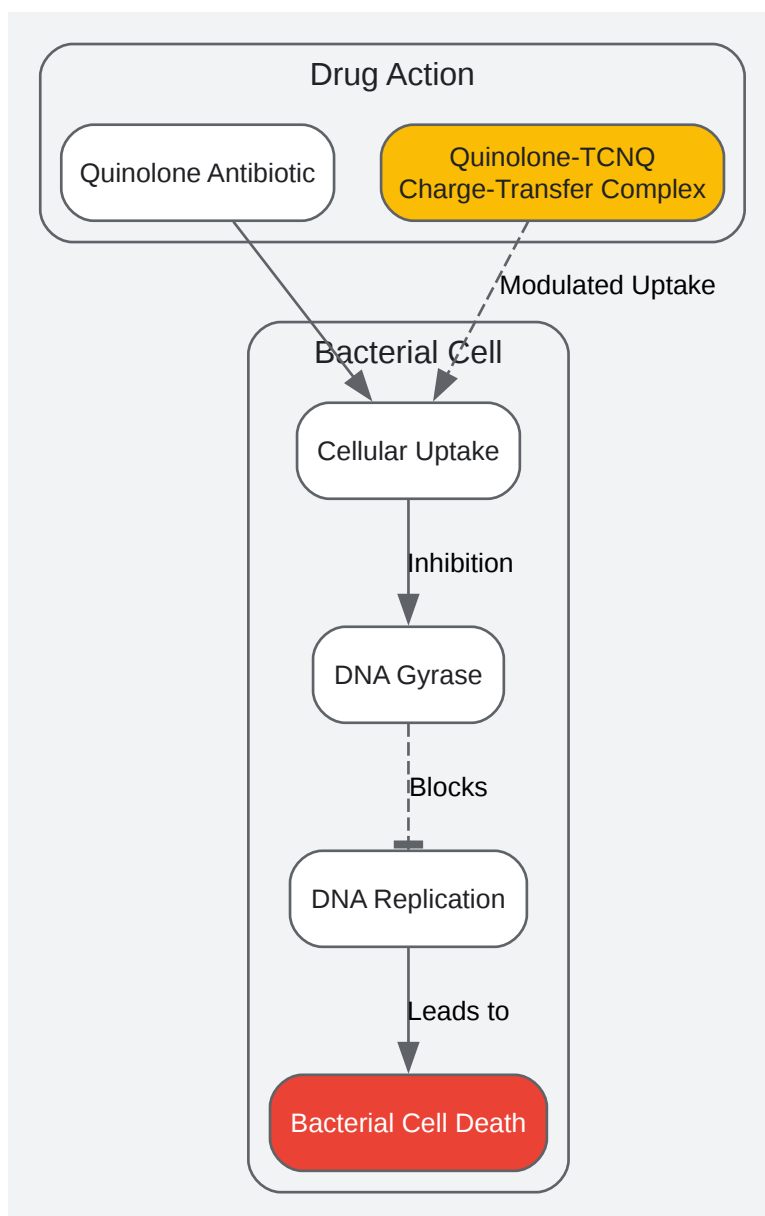 Drug Action
Quinolone Antibiotic
Quinolone-TCNQ
Charge-Transfer Complex
Modulated Uptake
Bacterial Cell
Cellular Uptake
Inhibition
DNA Gyrase
Blocks
DNA Replication
Leads to
Bacterial Cell Death